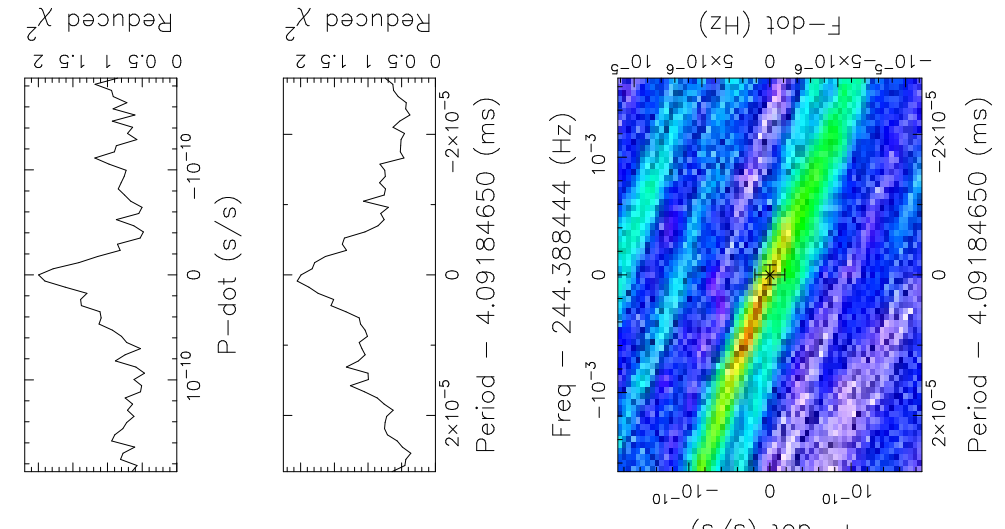 Reduced χ²
2 1.5 1 0.5 0
−10⁻¹⁰ 0 10⁻¹⁰
P−dot (s/s)
Reduced χ²
2 1.5 1 0.5 0
−2×10⁻⁵ 0 2×10⁻⁵
Period − 4.09184650 (ms)
F−dot (Hz)
10⁻⁵ 5×10⁻⁶ 0 −5×10⁻⁶ −10⁻⁵
Freq − 244.388444 (Hz)
−10⁻³ 0 10⁻³
−2×10⁻⁵ 0 2×10⁻⁵
Period − 4.09184650 (ms)
−10⁻¹⁰ 0 10⁻¹⁰